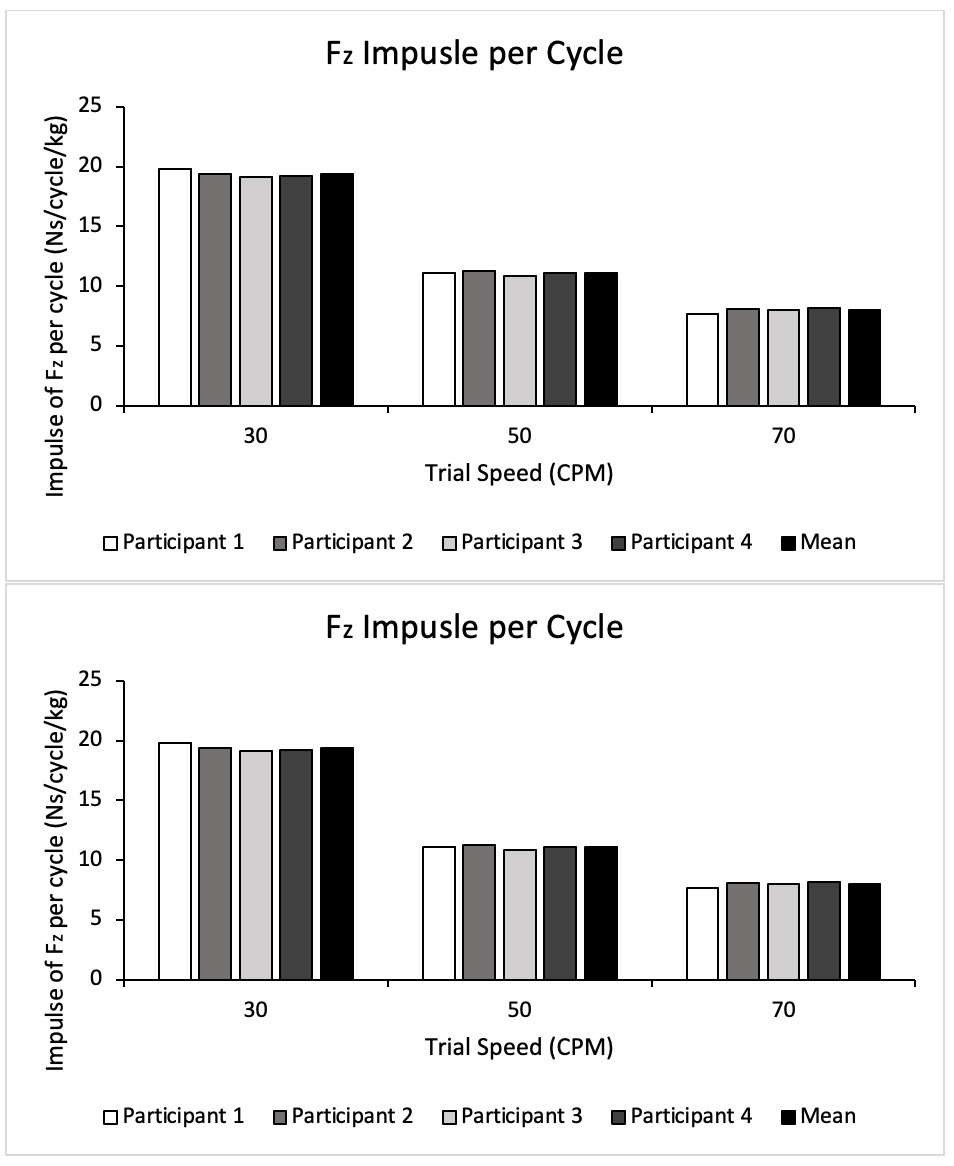 Fz Impusle per Cycle
Impulse of Fz per cycle (Ns/cycle/kg)
25
20
15
10
5
0
30 50 70
Trial Speed (CPM)
Participant 1 Participant 2 Participant 3 Participant 4 Mean
Fz Impusle per Cycle
Impulse of Fz per cycle (Ns/cycle/kg)
25
20
15
10
5
0
30 50 70
Trial Speed (CPM)
Participant 1 Participant 2 Participant 3 Participant 4 Mean